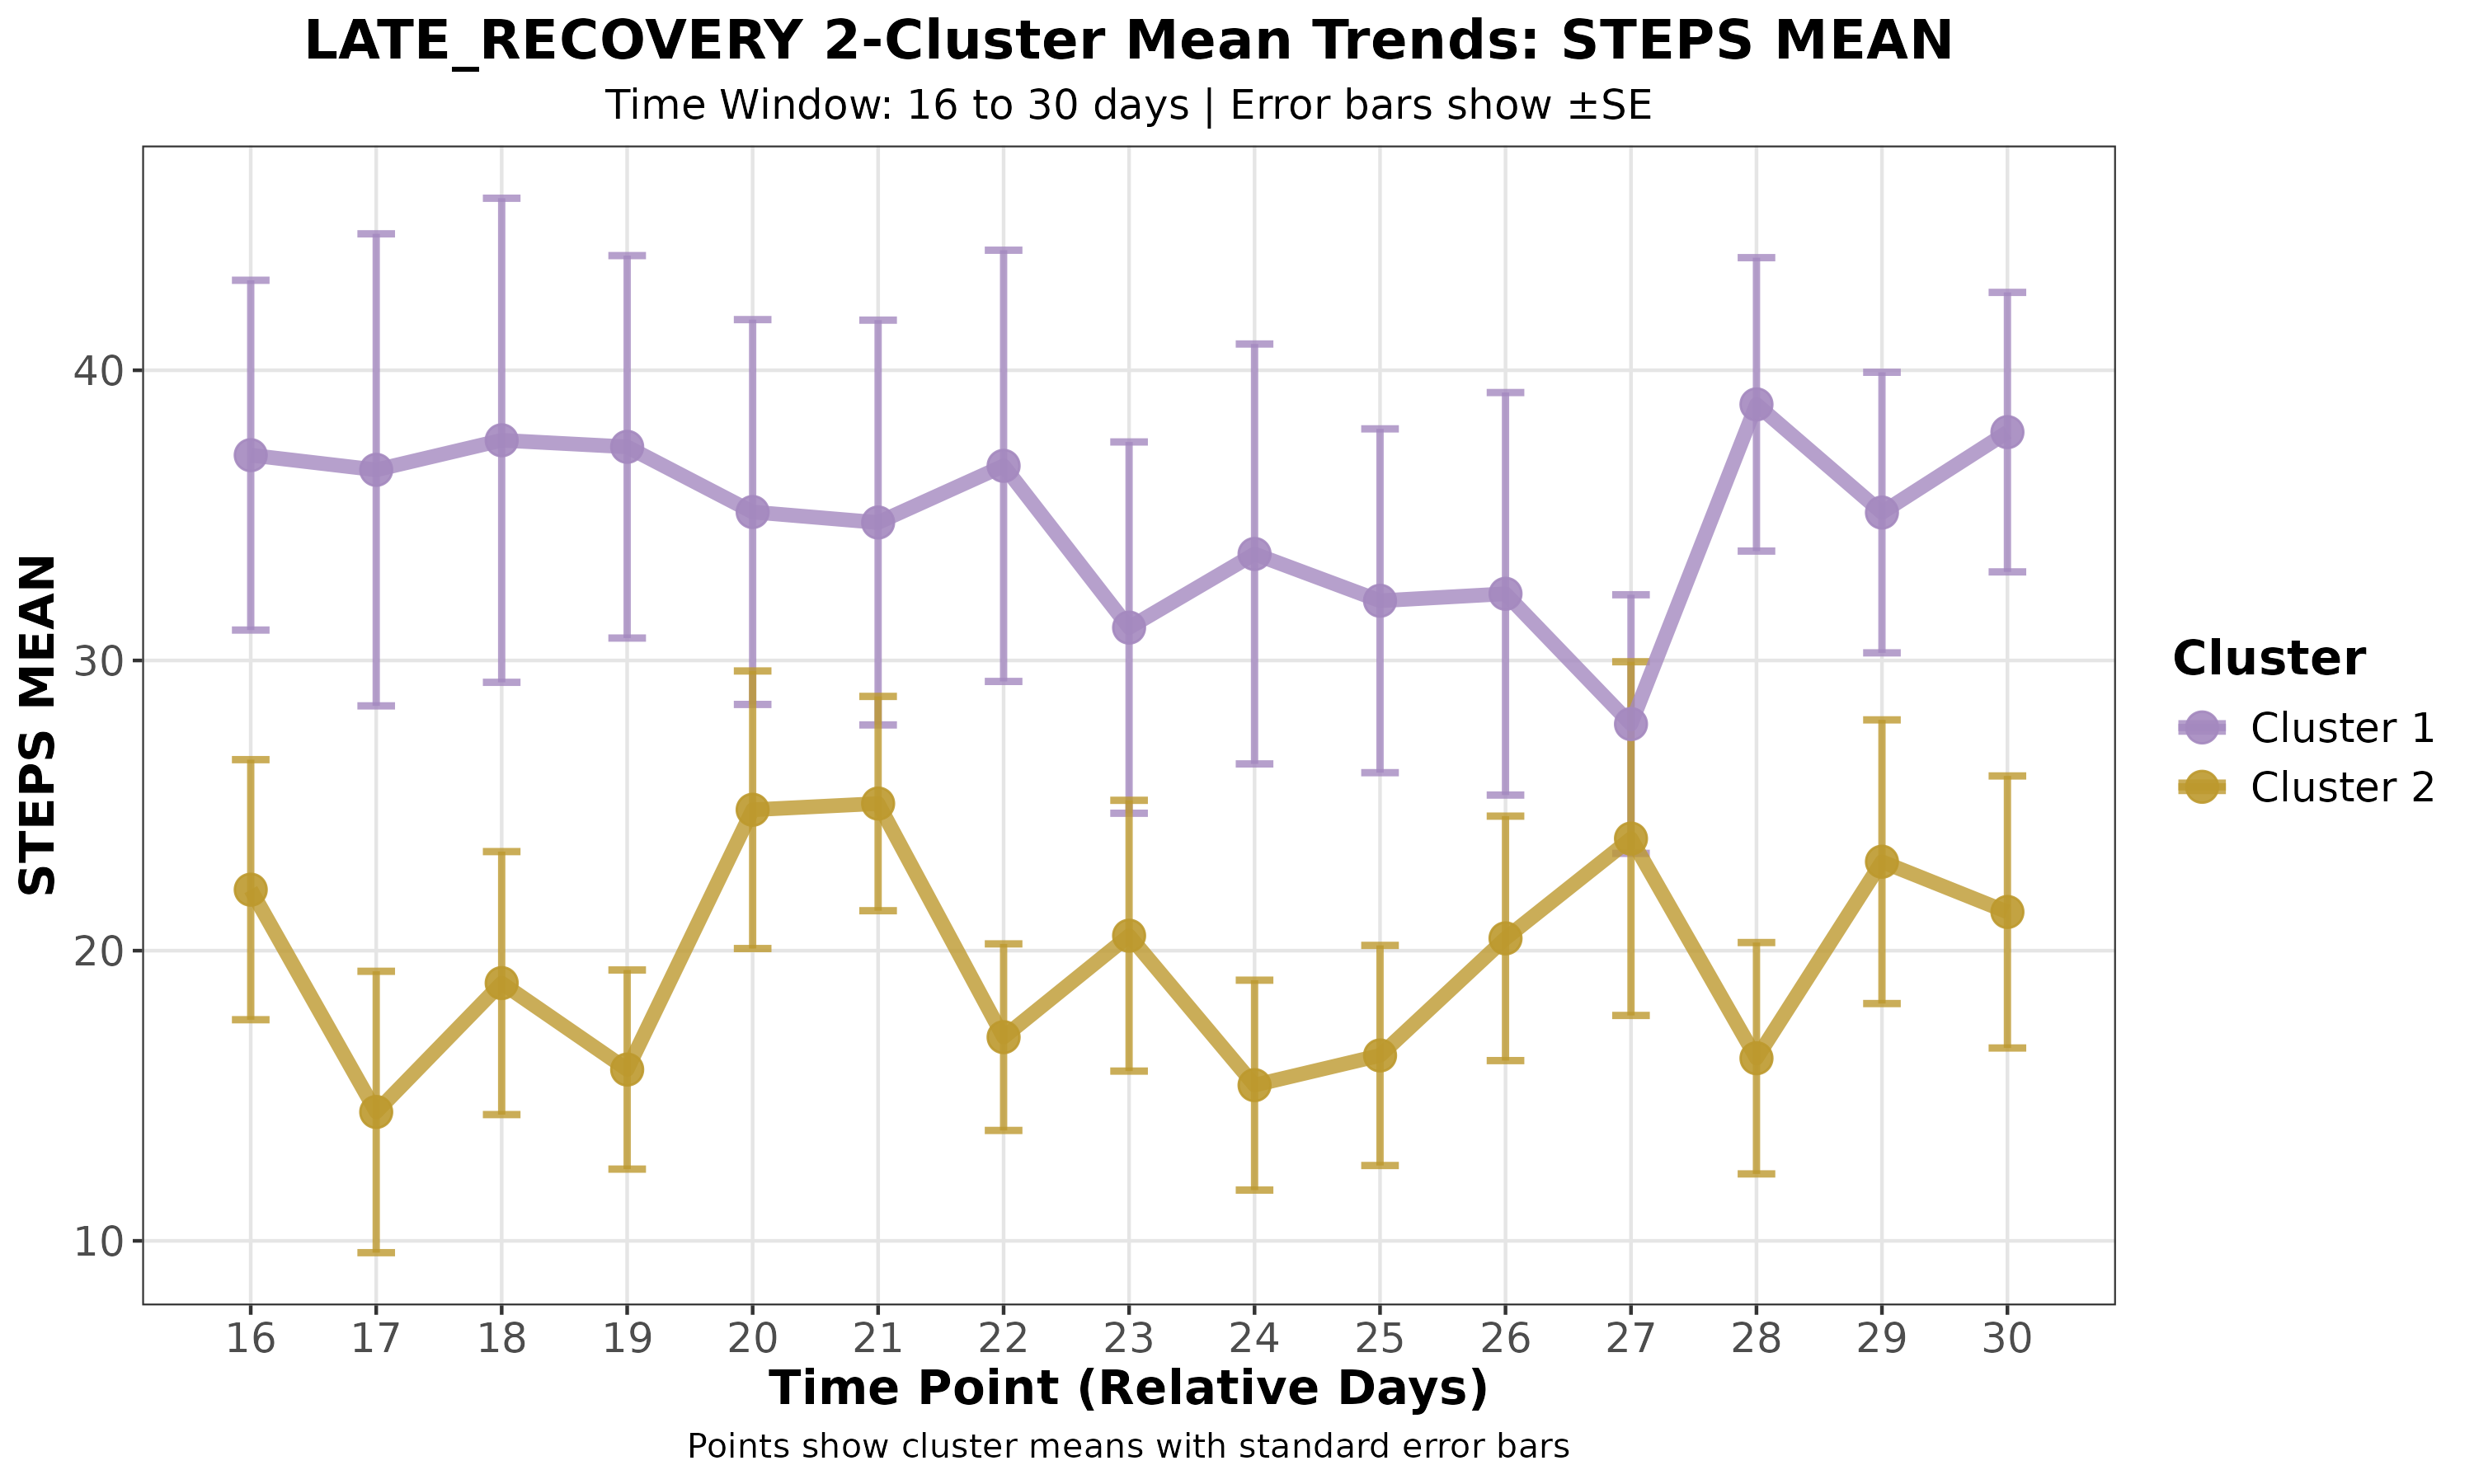 LATE_RECOVERY 2-Cluster Mean Trends: STEPS MEAN
Time Window: 16 to 30 days | Error bars show ±SE
STEPS MEAN
40
30
20
10
Cluster
Cluster 1
Cluster 2
16 17 18 19 20 21 22 23 24 25 26 27 28 29 30
Time Point (Relative Days)
Points show cluster means with standard error bars